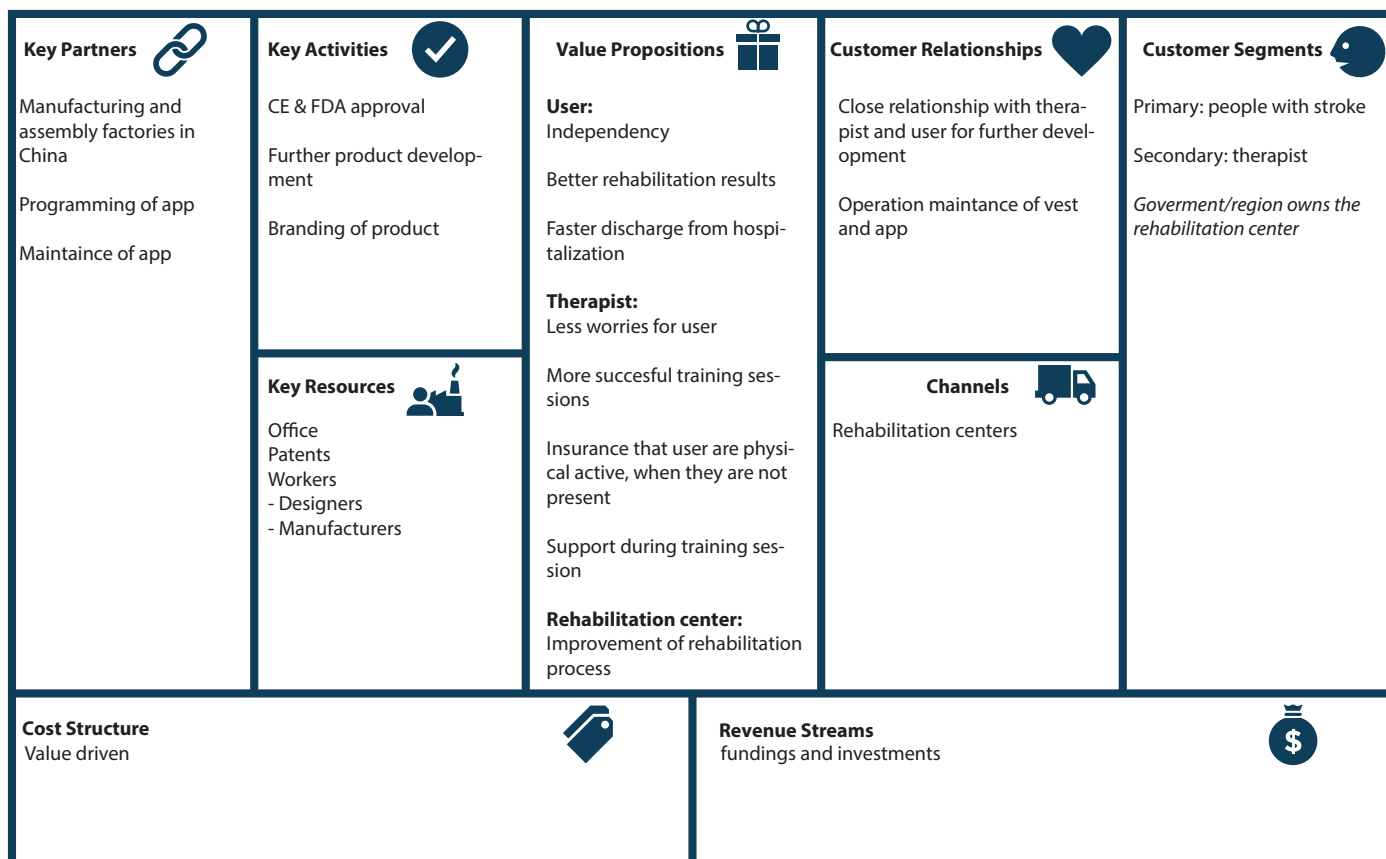 Key Partners
Manufacturing and
assembly factories in
China
Programming of app
Maintaince of app
Key Activities
CE & FDA approval
Further product develop-
ment
Branding of product
Key Resources
Office
Patents
Workers
- Designers
- Manufacturers
Value Propositions
User:
Independency
Better rehabilitation results
Faster discharge from hospi-
talization
Therapist:
Less worries for user
More succesful training ses-
sions
Insurance that user are physi-
cal active, when they are not
present
Support during training ses-
sion
Rehabilitation center:
Improvement of rehabilitation
process
Customer Relationships
Close relationship with thera-
pist and user for further devel-
opment
Operation maintance of vest
and app
Channels
Rehabilitation centers
Customer Segments
Primary: people with stroke
Secondary: therapist
Goverment/region owns the
rehabilitation center
Cost Structure
Value driven
Revenue Streams
fundings and investments
$